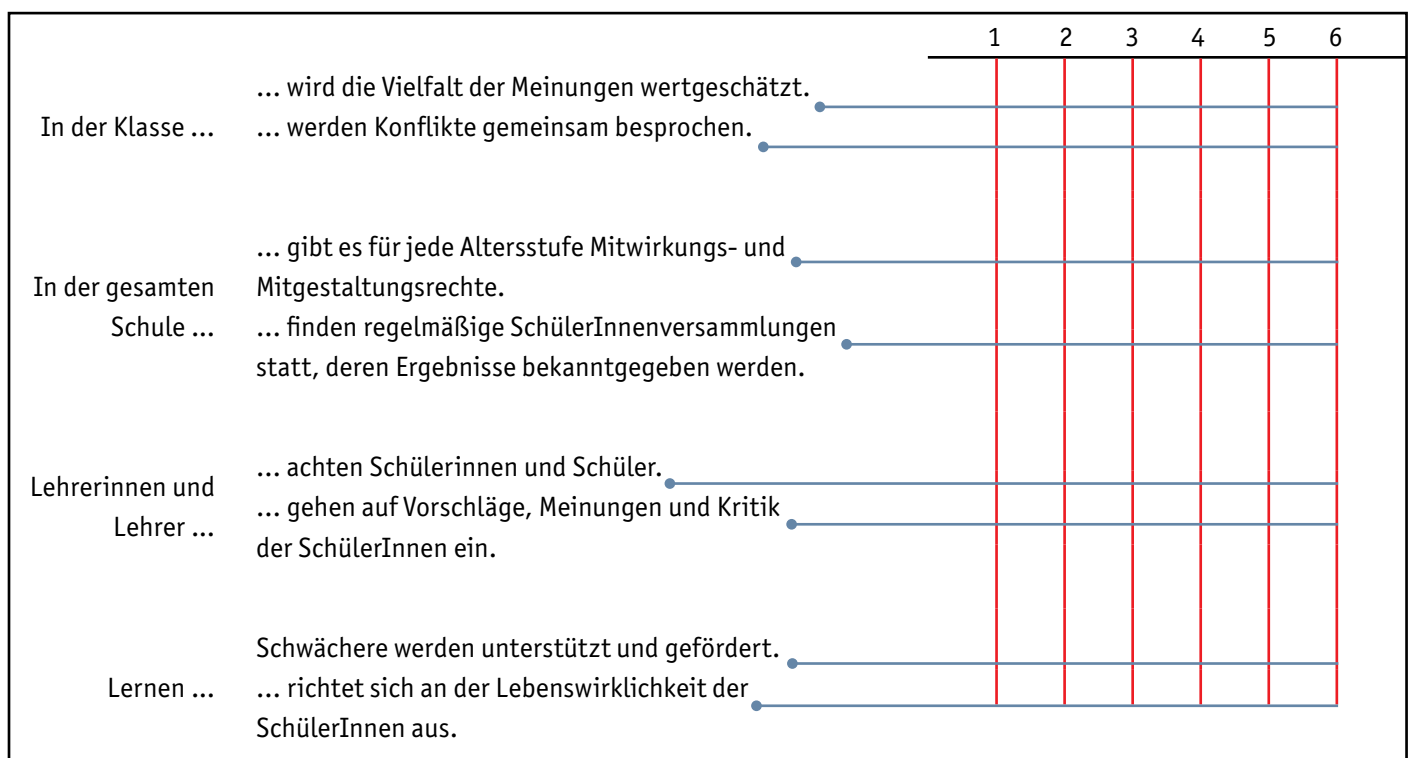 1 2 3 4 5 6
... wird die Vielfalt der Meinungen wertgeschätzt.
In der Klasse ... ... werden Konflikte gemeinsam besprochen.
... gibt es für jede Altersstufe Mitwirkungs- und
In der gesamten Mitgestaltungsrechte.
Schule ... ... finden regelmäßige SchülerInnenversammlungen
statt, deren Ergebnisse bekanntgegeben werden.
... achten Schülerinnen und Schüler.
Lehrerinnen und
... gehen auf Vorschläge, Meinungen und Kritik
Lehrer ...
der SchülerInnen ein.
Schwächere werden unterstützt und gefördert.
Lernen ... ... richtet sich an der Lebenswirklichkeit der
SchülerInnen aus.